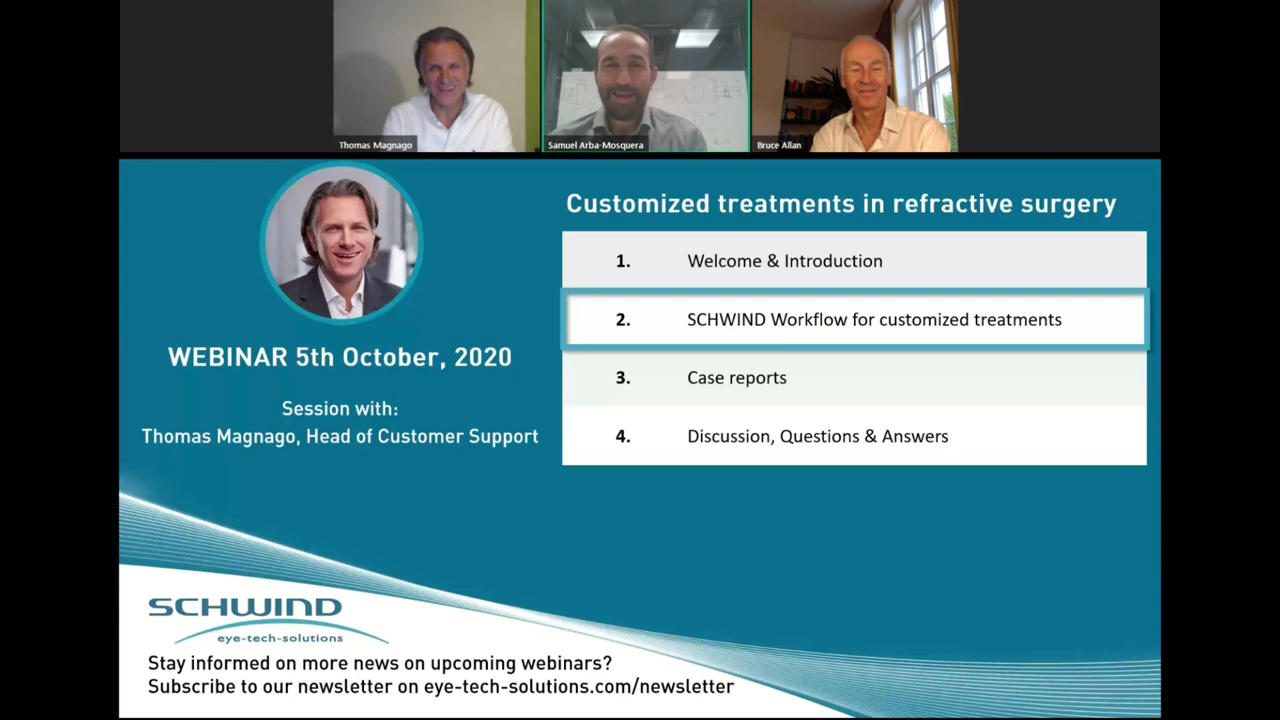 Thomas Magnago
Samuel Arba-Mosquera
Bruce Allan
Customized treatments in refractive surgery
1. Welcome & Introduction
2. SCHWIND Workflow for customized treatments
3. Case reports
4. Discussion, Questions & Answers
WEBINAR 5th October, 2020
Session with:
Thomas Magnago, Head of Customer Support
SCHWIND
eye-tech-solutions
Stay informed on more news on upcoming webinars?
Subscribe to our newsletter on eye-tech-solutions.com/newsletter